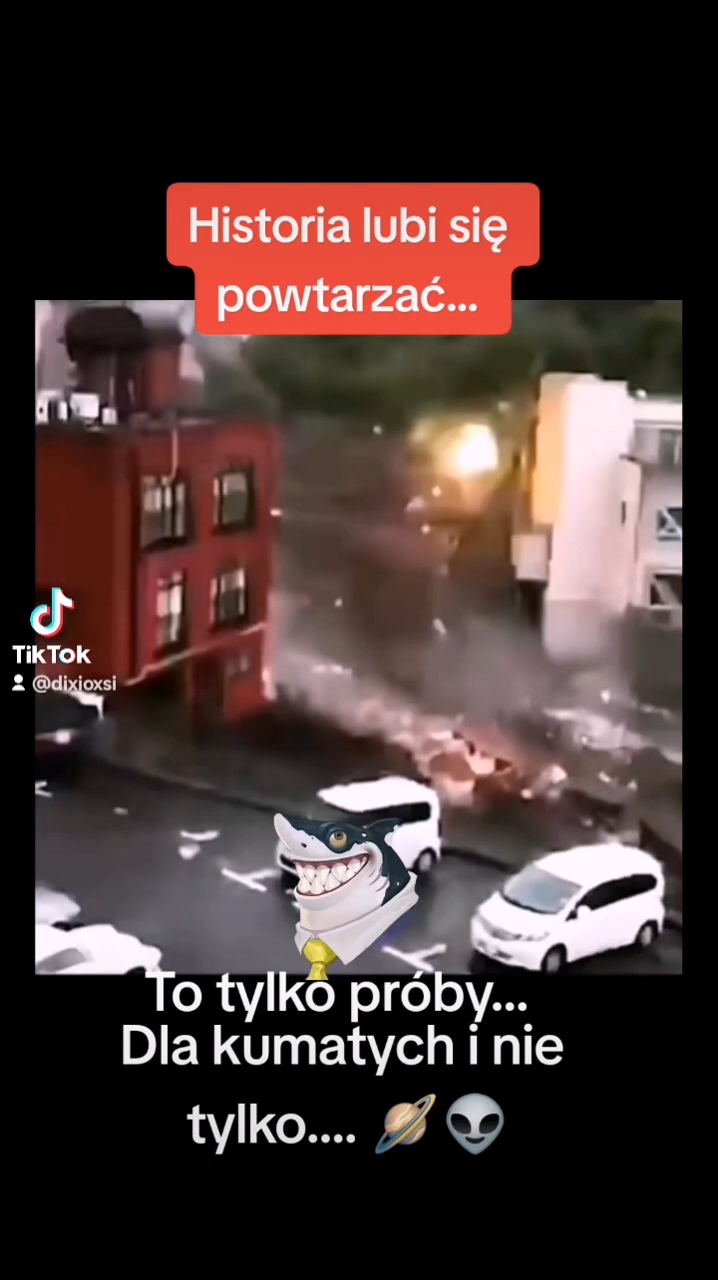 Historia lubi się
powtarzać...
TikTok
@dixioxsi
To tylko próby...
Dla kumatych i nie
tylko.... 🪐 👽